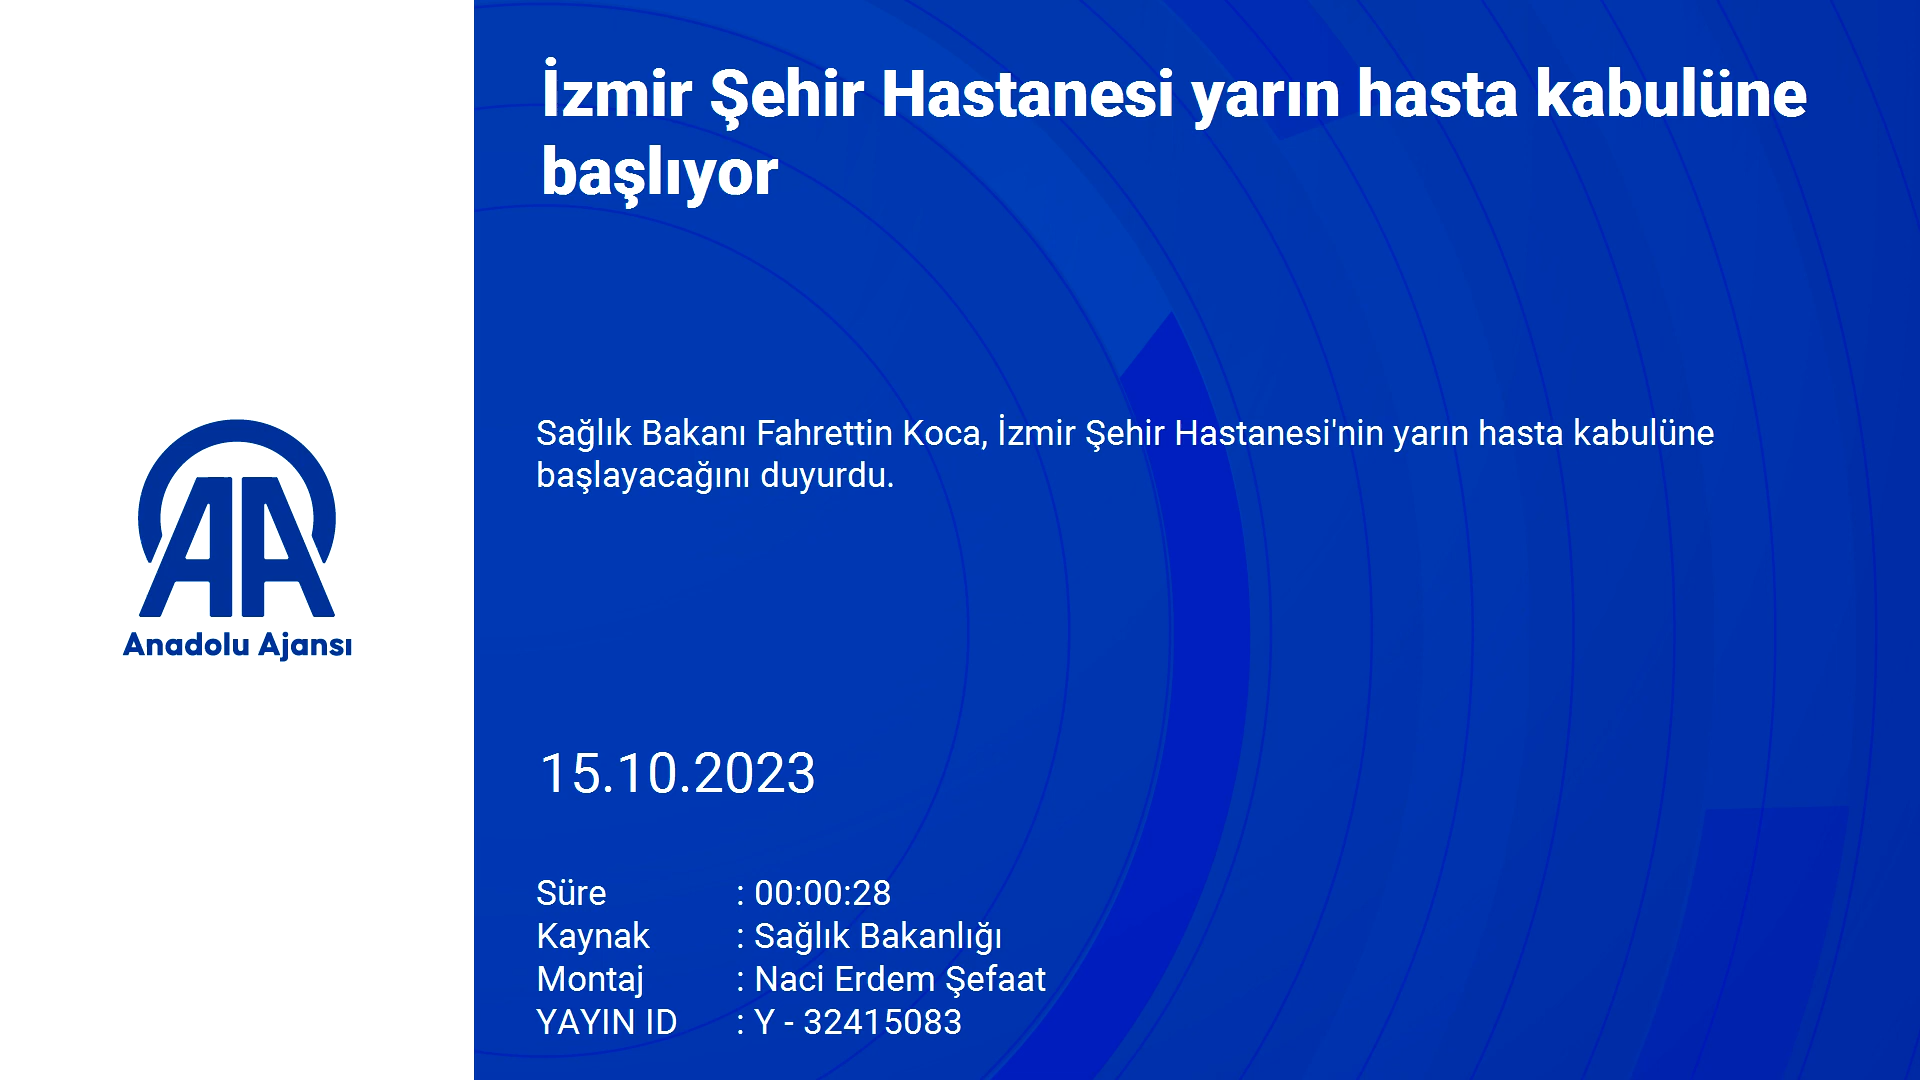 İzmir Şehir Hastanesi yarın hasta kabulüne
başlıyor
Sağlık Bakanı Fahrettin Koca, İzmir Şehir Hastanesi'nin yarın hasta kabulüne
başlayacağını duyurdu.
AA
Anadolu Ajansı
15.10.2023
Süre : 00:00:28
Kaynak : Sağlık Bakanlığı
Montaj : Naci Erdem Şefaat
YAYIN ID : Y - 32415083